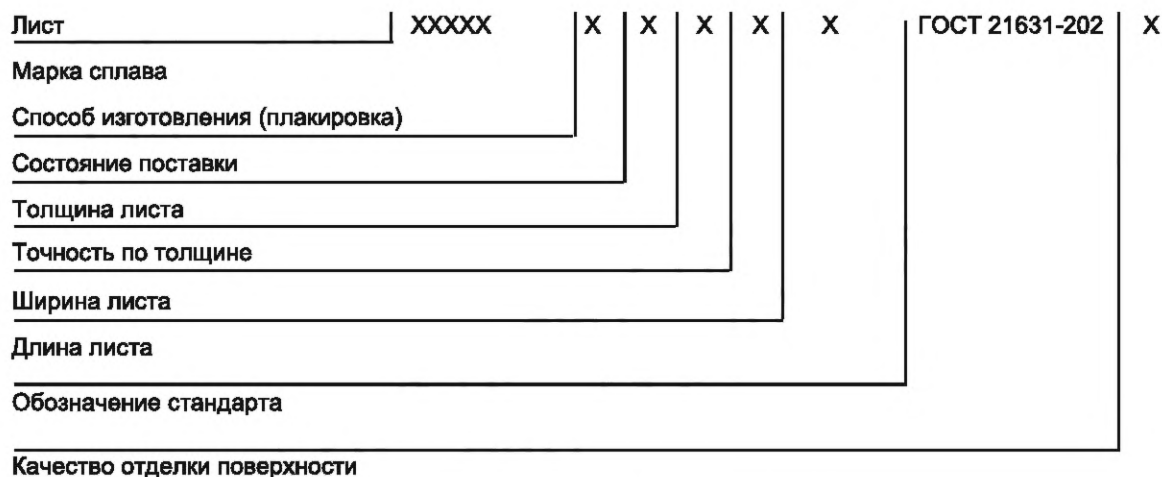 Лист XXXXX X X X X X ГОСТ 21631-202 X
Марка сплава
Способ изготовления (плакировка)
Состояние поставки
Толщина листа
Точность по толщине
Ширина листа
Длина листа
Обозначение стандарта
Качество отделки поверхности